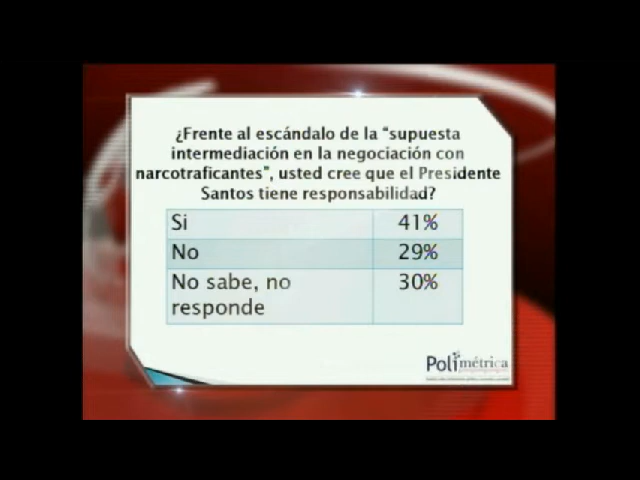 ¿Frente al escándalo de la "supuesta
intermediación en la negociación con
narcotraficantes", usted cree que el Presidente
Santos tiene responsabilidad?
Si 41%
No 29%
No sabe, no 30%
responde
Polimétrica